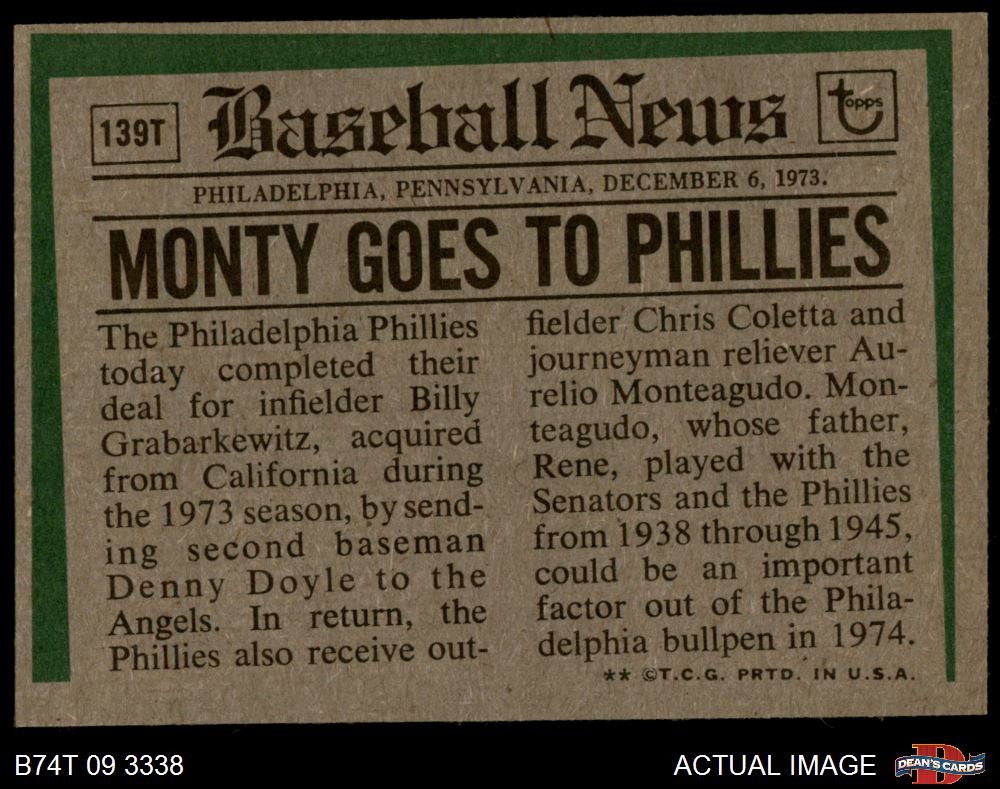 139T
Baseball News
topps
PHILADELPHIA, PENNSYLVANIA, DECEMBER 6, 1973.
MONTY GOES TO PHILLIES
The Philadelphia Phillies
today completed their
deal for infielder Billy
Grabarkewitz, acquired
from California during
the 1973 season, by send-
ing second baseman
Denny Doyle to the
Angels. In return, the
Phillies also receive out-
fielder Chris Coletta and
journeyman reliever Au-
relio Monteagudo. Mon-
teagudo, whose father,
Rene, played with the
Senators and the Phillies
from 1938 through 1945,
could be an important
factor out of the Phila-
delphia bullpen in 1974.
** ©T.C.G. PRTD. IN U.S.A.
B74T 09 3338
ACTUAL IMAGE
DEAN'S CARDS